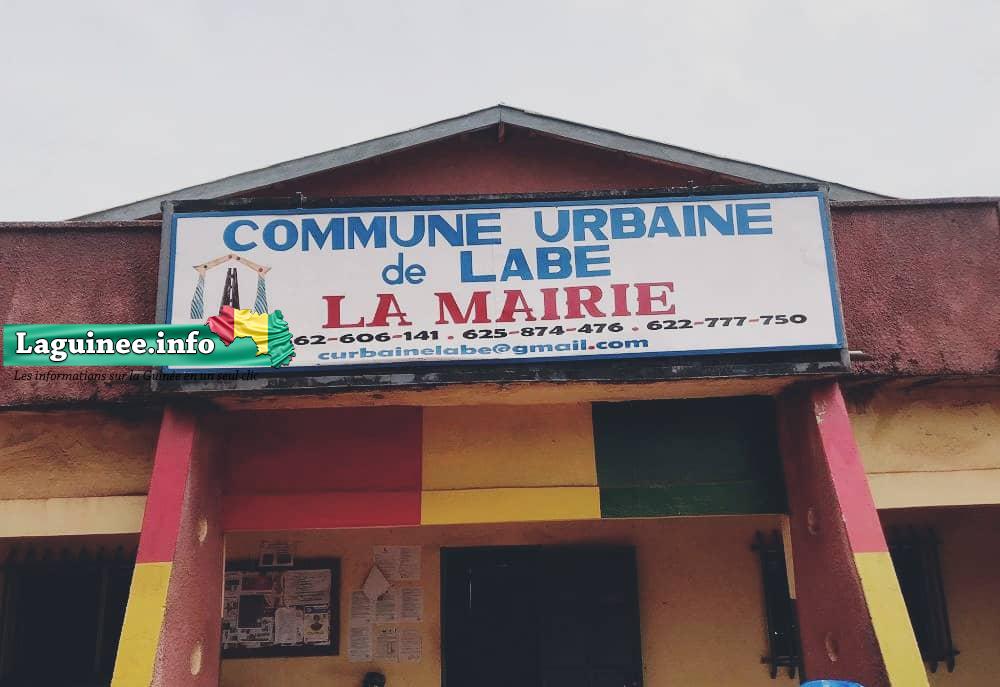 COMMUNE URBAINE
de LABE
LA MAIRIE
62-606-141 . 625-874-476 . 622-777-750
curbainelabe@gmail.com
Laguinee.info
Les informations sur la Guinée en un seul clic